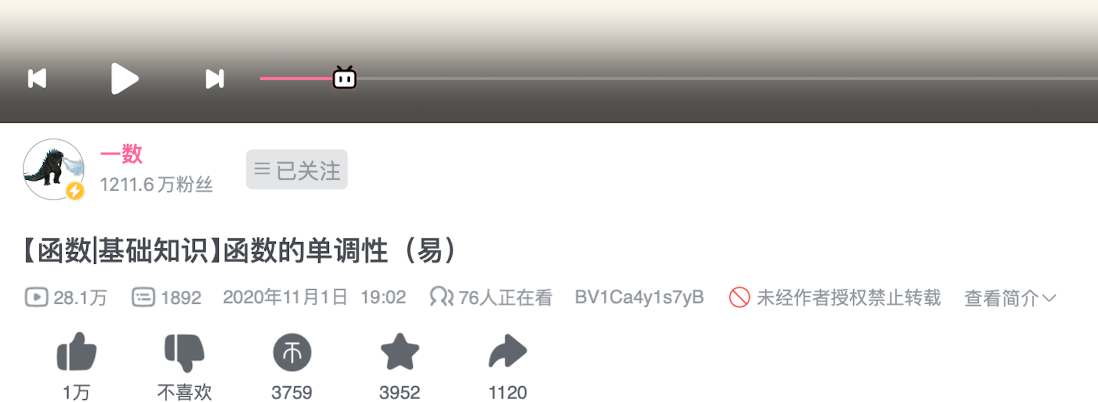 一数
1211.6万粉丝
已关注
【函数|基础知识】函数的单调性（易）
28.1万 1892 2020年11月1日 19:02 76人正在看 BV1Ca4y1s7yB 未经作者授权禁止转载 查看简介
1万 不喜欢 3759 3952 1120